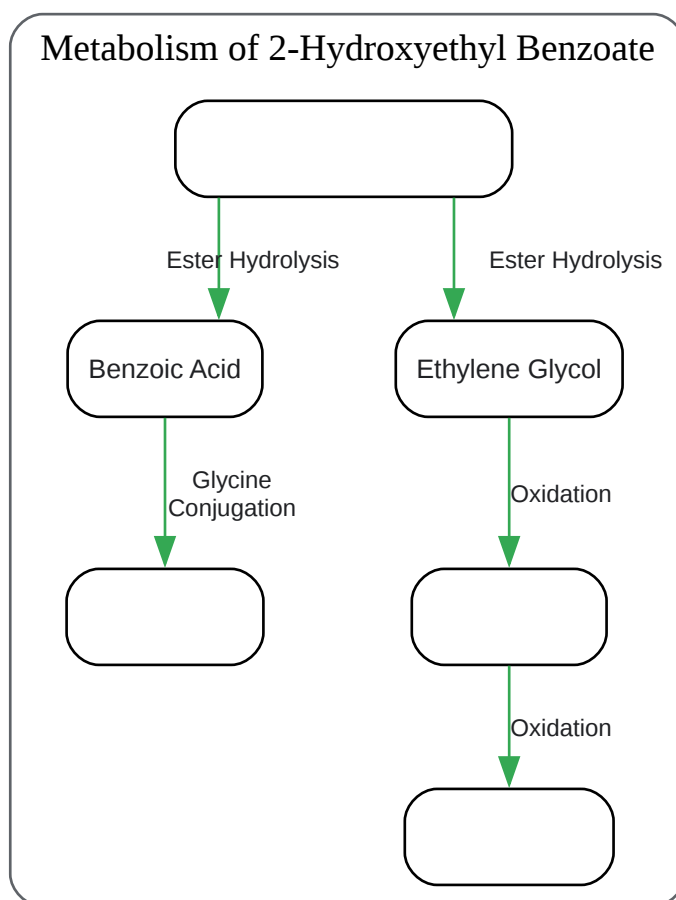 Metabolism of 2-Hydroxyethyl Benzoate
Ester Hydrolysis
Ester Hydrolysis
Benzoic Acid
Ethylene Glycol
Glycine
Conjugation
Oxidation
Oxidation